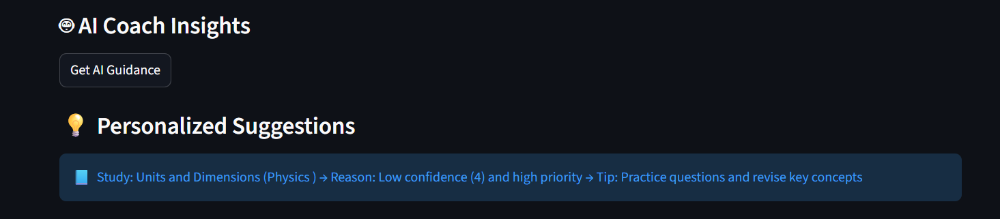 AI Coach Insights
Get AI Guidance
Personalized Suggestions
Study: Units and Dimensions (Physics ) → Reason: Low confidence (4) and high priority → Tip: Practice questions and revise key concepts